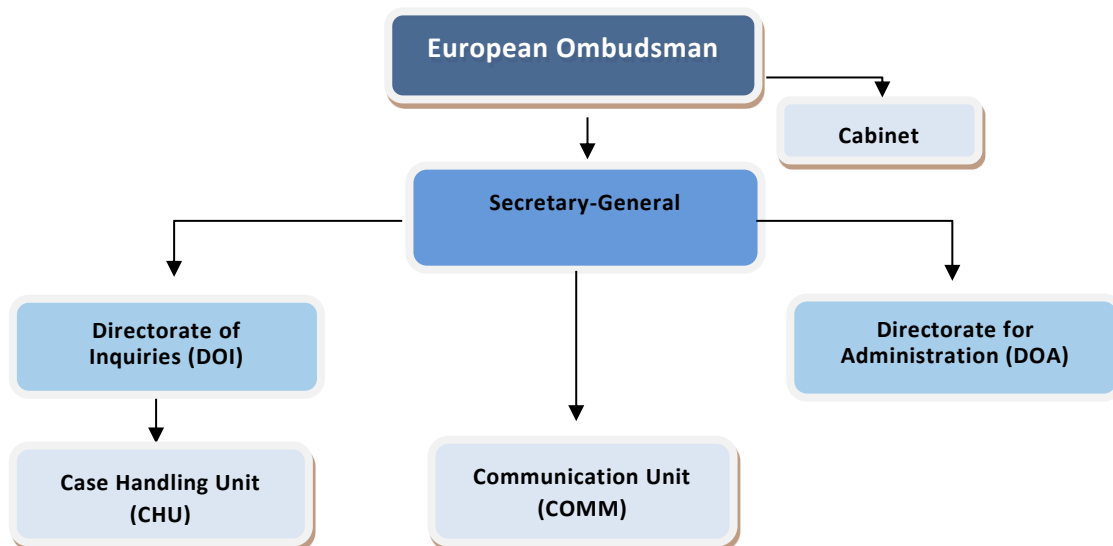 European Ombudsman
Cabinet
Secretary-General
Directorate of
Inquiries (DOI)
Directorate for
Administration (DOA)
Case Handling Unit
(CHU)
Communication Unit
(COMM)